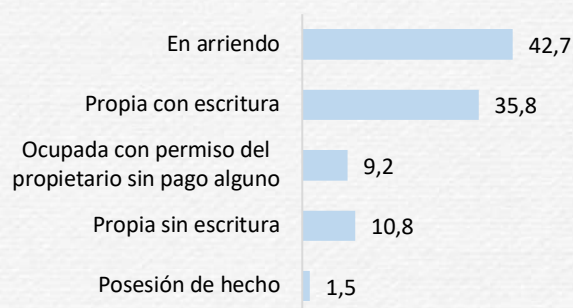 En arriendo
42,7
Propia con escritura
35,8
Ocupada con permiso del
propietario sin pago alguno
9,2
Propia sin escritura
10,8
Posesión de hecho
1,5